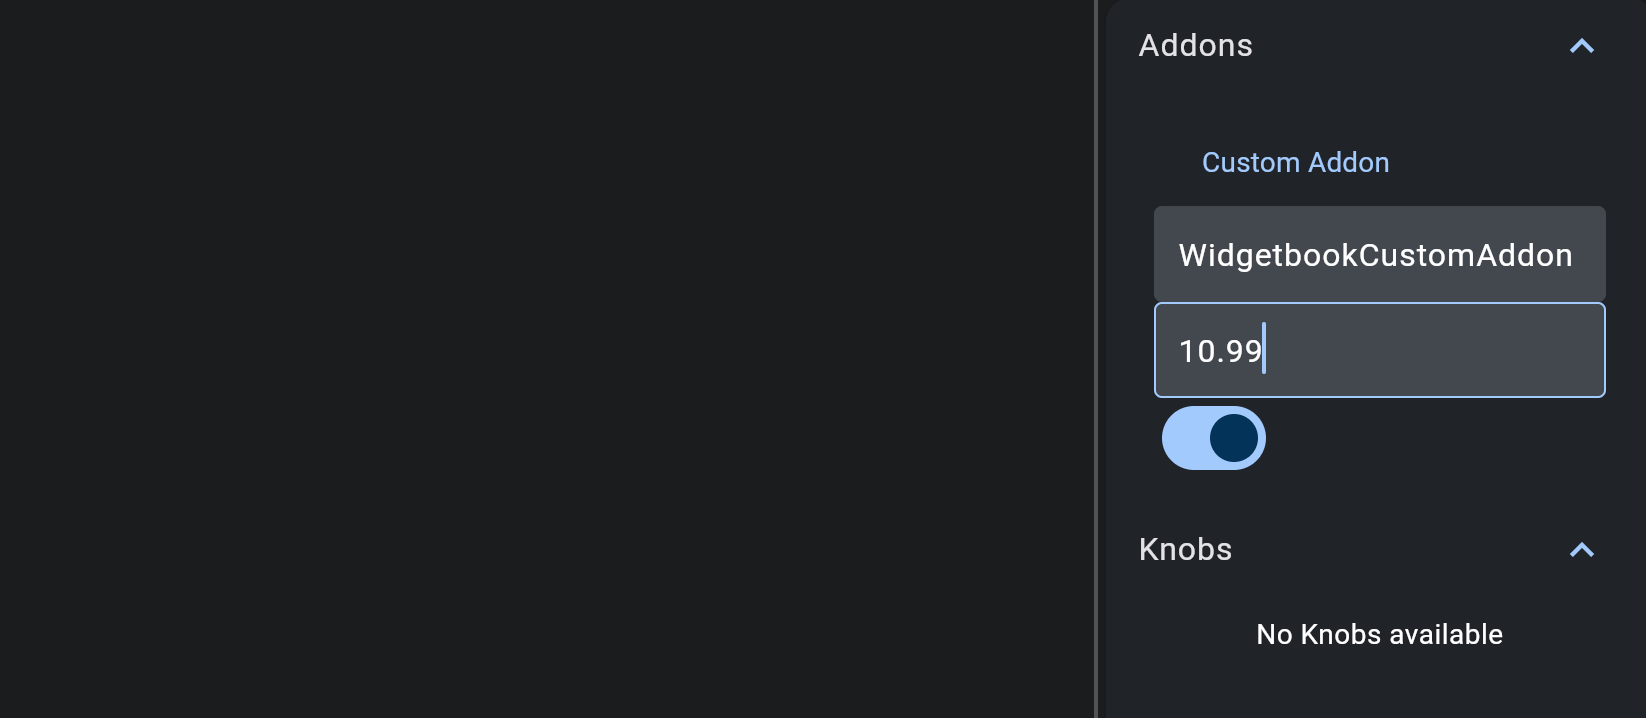 Addons
Custom Addon
WidgetbookCustomAddon
10.99
Knobs
No Knobs available